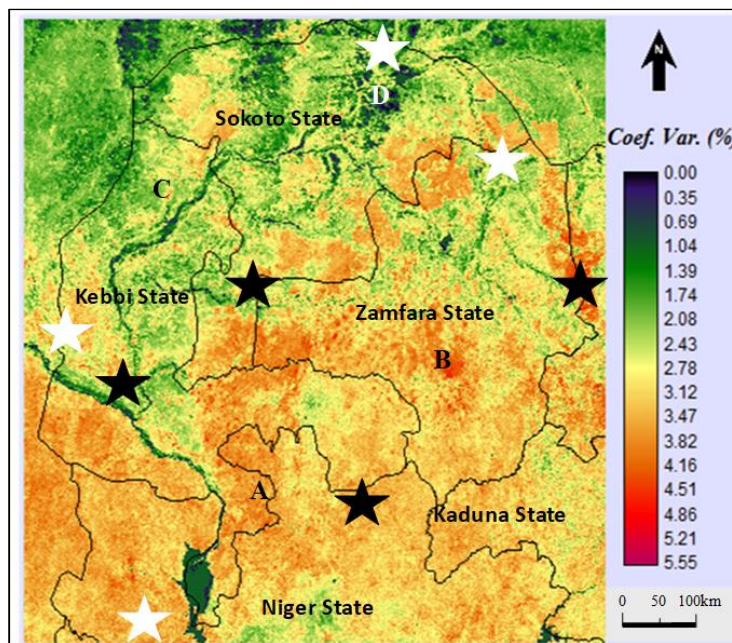 N
D
Sokoto State
Coef. Var. (%)
0.00
0.35
0.69
1.04
1.39
1.74
2.08
2.43
2.78
3.12
3.47
3.82
4.16
4.51
4.86
5.21
5.55
C
Kebbi State
Zamfara State
B
A
Kaduna State
Niger State
0 50 100km